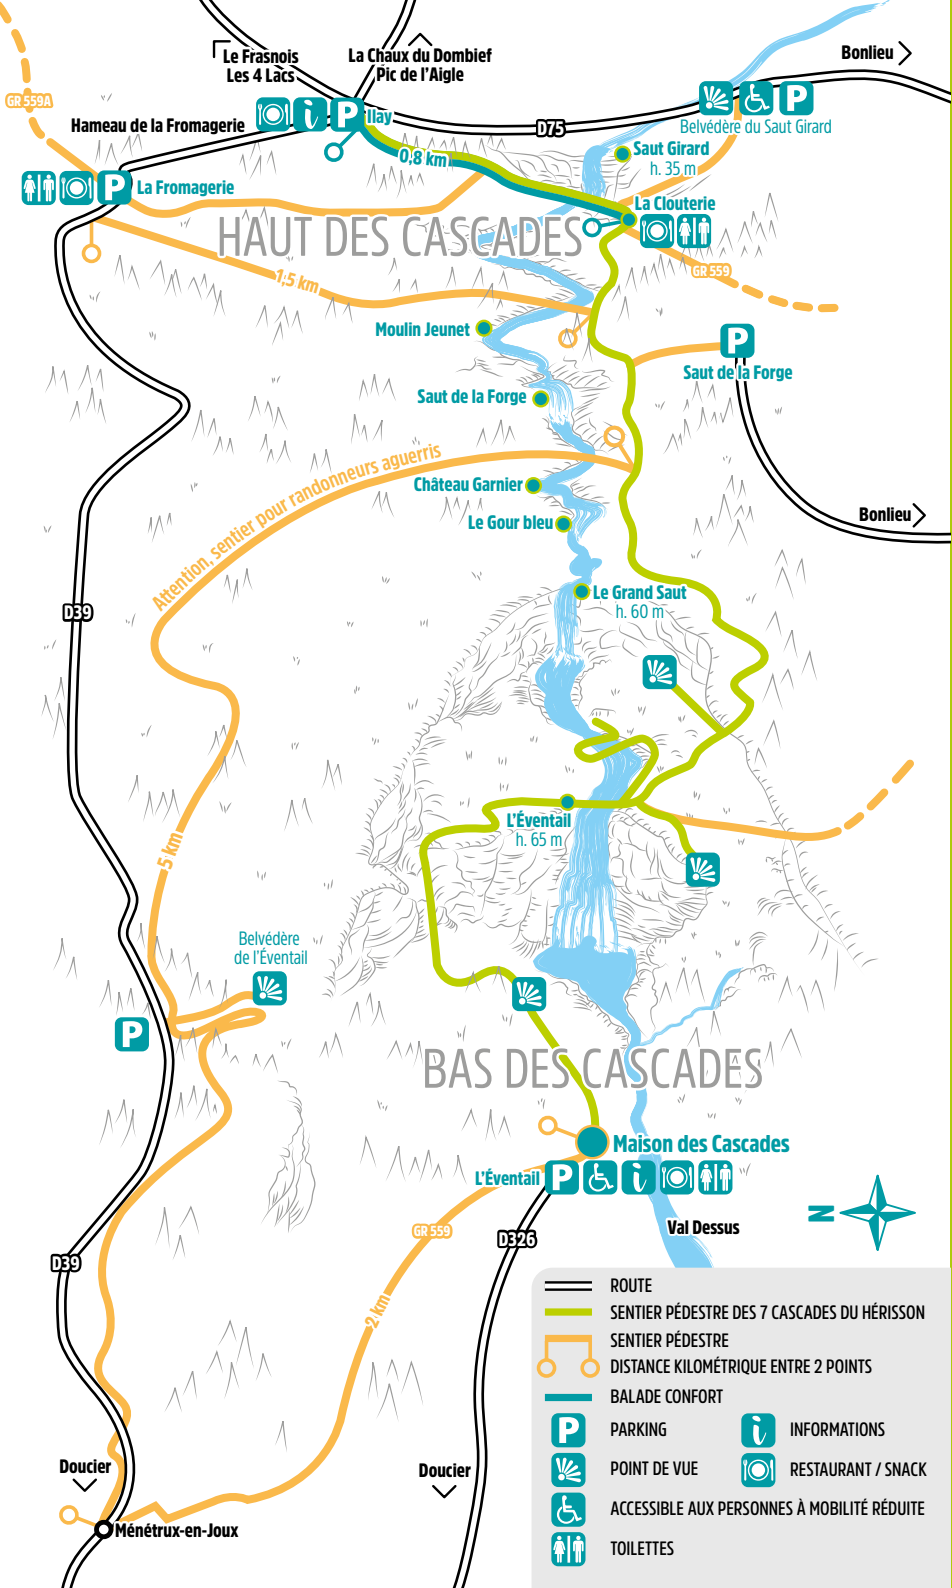 Le Frasnois
Les 4 Lacs
La Chaux du Dombief
Pic de l'Aigle
Bonlieu
GR 559A
Hameau de la Fromagerie
i
P
Ilay
D75
P
Belvédère du Saut Girard
0,8 km
Saut Girard
h. 35 m
P
La Fromagerie
La Clouterie
HAUT DES CASCADES
GR 559
1,5 km
Moulin Jeunet
P
Saut de la Forge
Saut de la Forge
Attention, sentier pour randonneurs aguerris
Château Garnier
Le Gour bleu
Bonlieu
Le Grand Saut
h. 60 m
D39
L'Éventail
h. 65 m
5 km
Belvédère
de l'Éventail
P
BAS DES CASCADES
Maison des Cascades
L'Éventail
P
i
N
Val Dessus
GR 559
D326
D39
2 km
Doucier
Doucier
Ménétrux-en-Joux
ROUTE
SENTIER PÉDESTRE DES 7 CASCADES DU HÉRISSON
SENTIER PÉDESTRE
DISTANCE KILOMÉTRIQUE ENTRE 2 POINTS
BALADE CONFORT
P
PARKING
i
INFORMATIONS
POINT DE VUE
RESTAURANT / SNACK
ACCESSIBLE AUX PERSONNES À MOBILITÉ RÉDUITE
TOILETTES